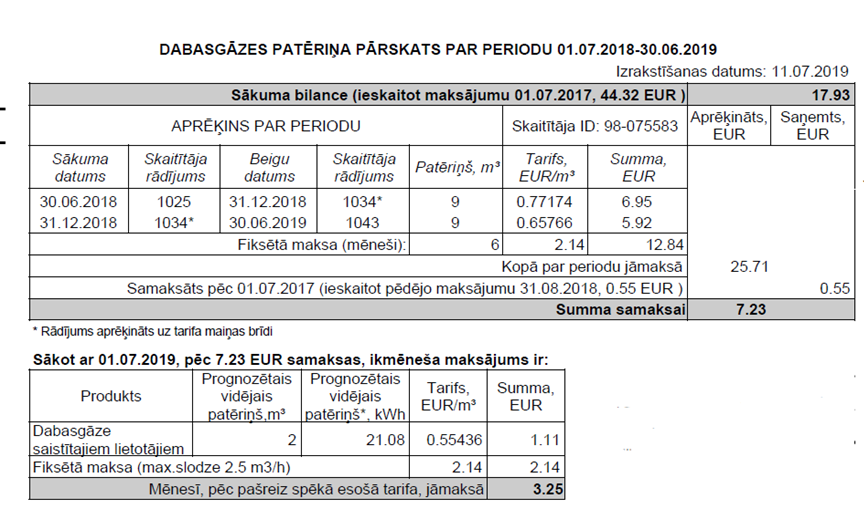 DABASGĀZES PATĒRIŅA PĀRSKATS PAR PERIODU 01.07.2018-30.06.2019
Izrakstīšanas datums: 11.07.2019
Sākuma bilance (ieskaitot maksājumu 01.07.2017, 44.32 EUR ) 17.93
APRĒĶINS PAR PERIODU Skaitītāja ID: 98-075583 Aprēķināts, EUR Saņemts, EUR
Sākuma datums Skaitītāja rādījums Beigu datums Skaitītāja rādījums Patēriņš, m³ Tarifs, EUR/m³ Summa, EUR
30.06.2018 1025 31.12.2018 1034* 9 0.77174 6.95
31.12.2018 1034* 30.06.2019 1043 9 0.65766 5.92
Fiksētā maksa (mēneši): 6 2.14 12.84
Kopā par periodu jāmaksā 25.71
Samaksāts pēc 01.07.2017 (ieskaitot pēdējo maksājumu 31.08.2018, 0.55 EUR ) 0.55
Summa samaksai 7.23
* Rādījums aprēķināts uz tarifa maiņas brīdi
Sākot ar 01.07.2019, pēc 7.23 EUR samaksas, ikmēneša maksājums ir:
Produkts Prognozētais vidējais patēriņš,m³ Prognozētais vidējais patēriņš*, kWh Tarifs, EUR/m³ Summa, EUR
Dabasgāze saistītajiem lietotājiem 2 21.08 0.55436 1.11
Fiksētā maksa (max.slodze 2.5 m3/h) 2.14 2.14
Mēnesī, pēc pašreiz spēkā esošā tarifa, jāmaksā 3.25